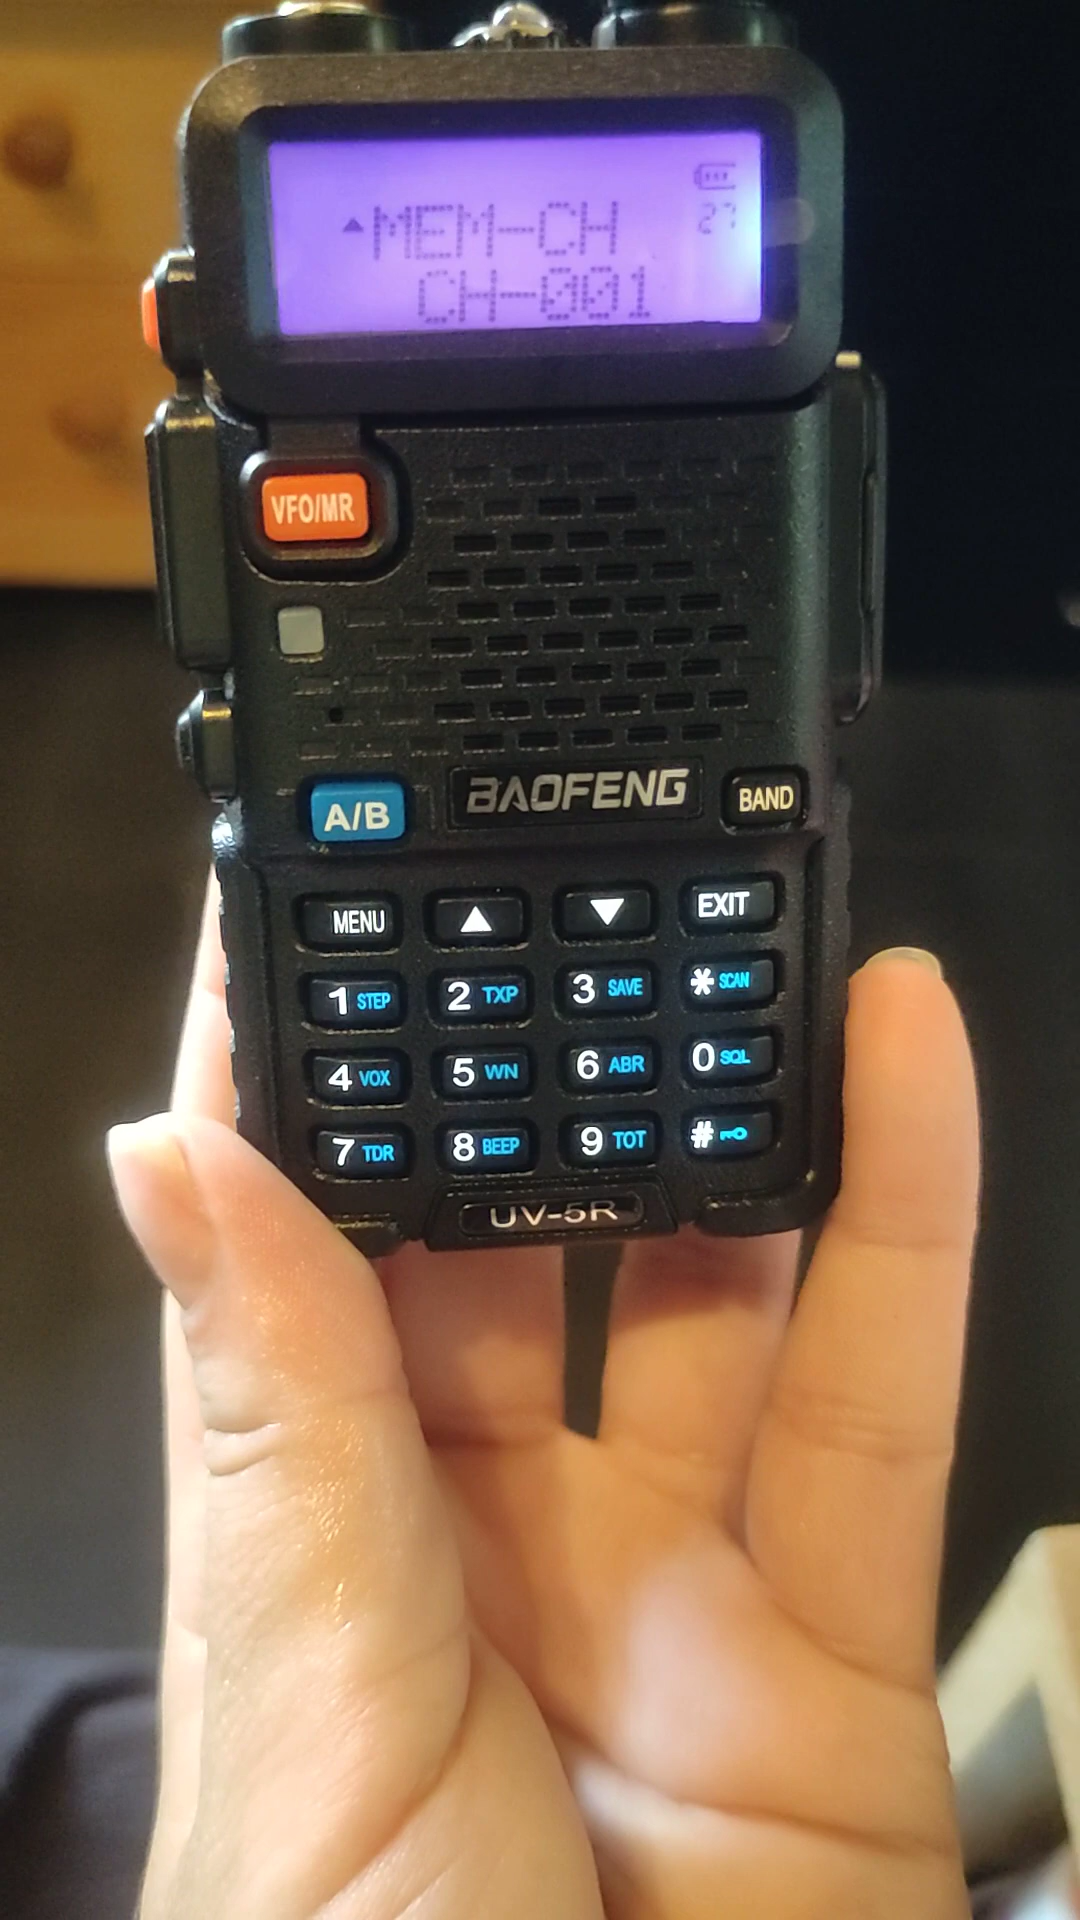 27
▲MEM-CH
CH-001
VFO/MR
A/B
BAOFENG
BAND
MENU ▲ ▼ EXIT
1 STEP 2 TXP 3 SAVE * SCAN
4 VOX 5 WN 6 ABR 0 SQL
7 TDR 8 BEEP 9 TOT #
UV-5R